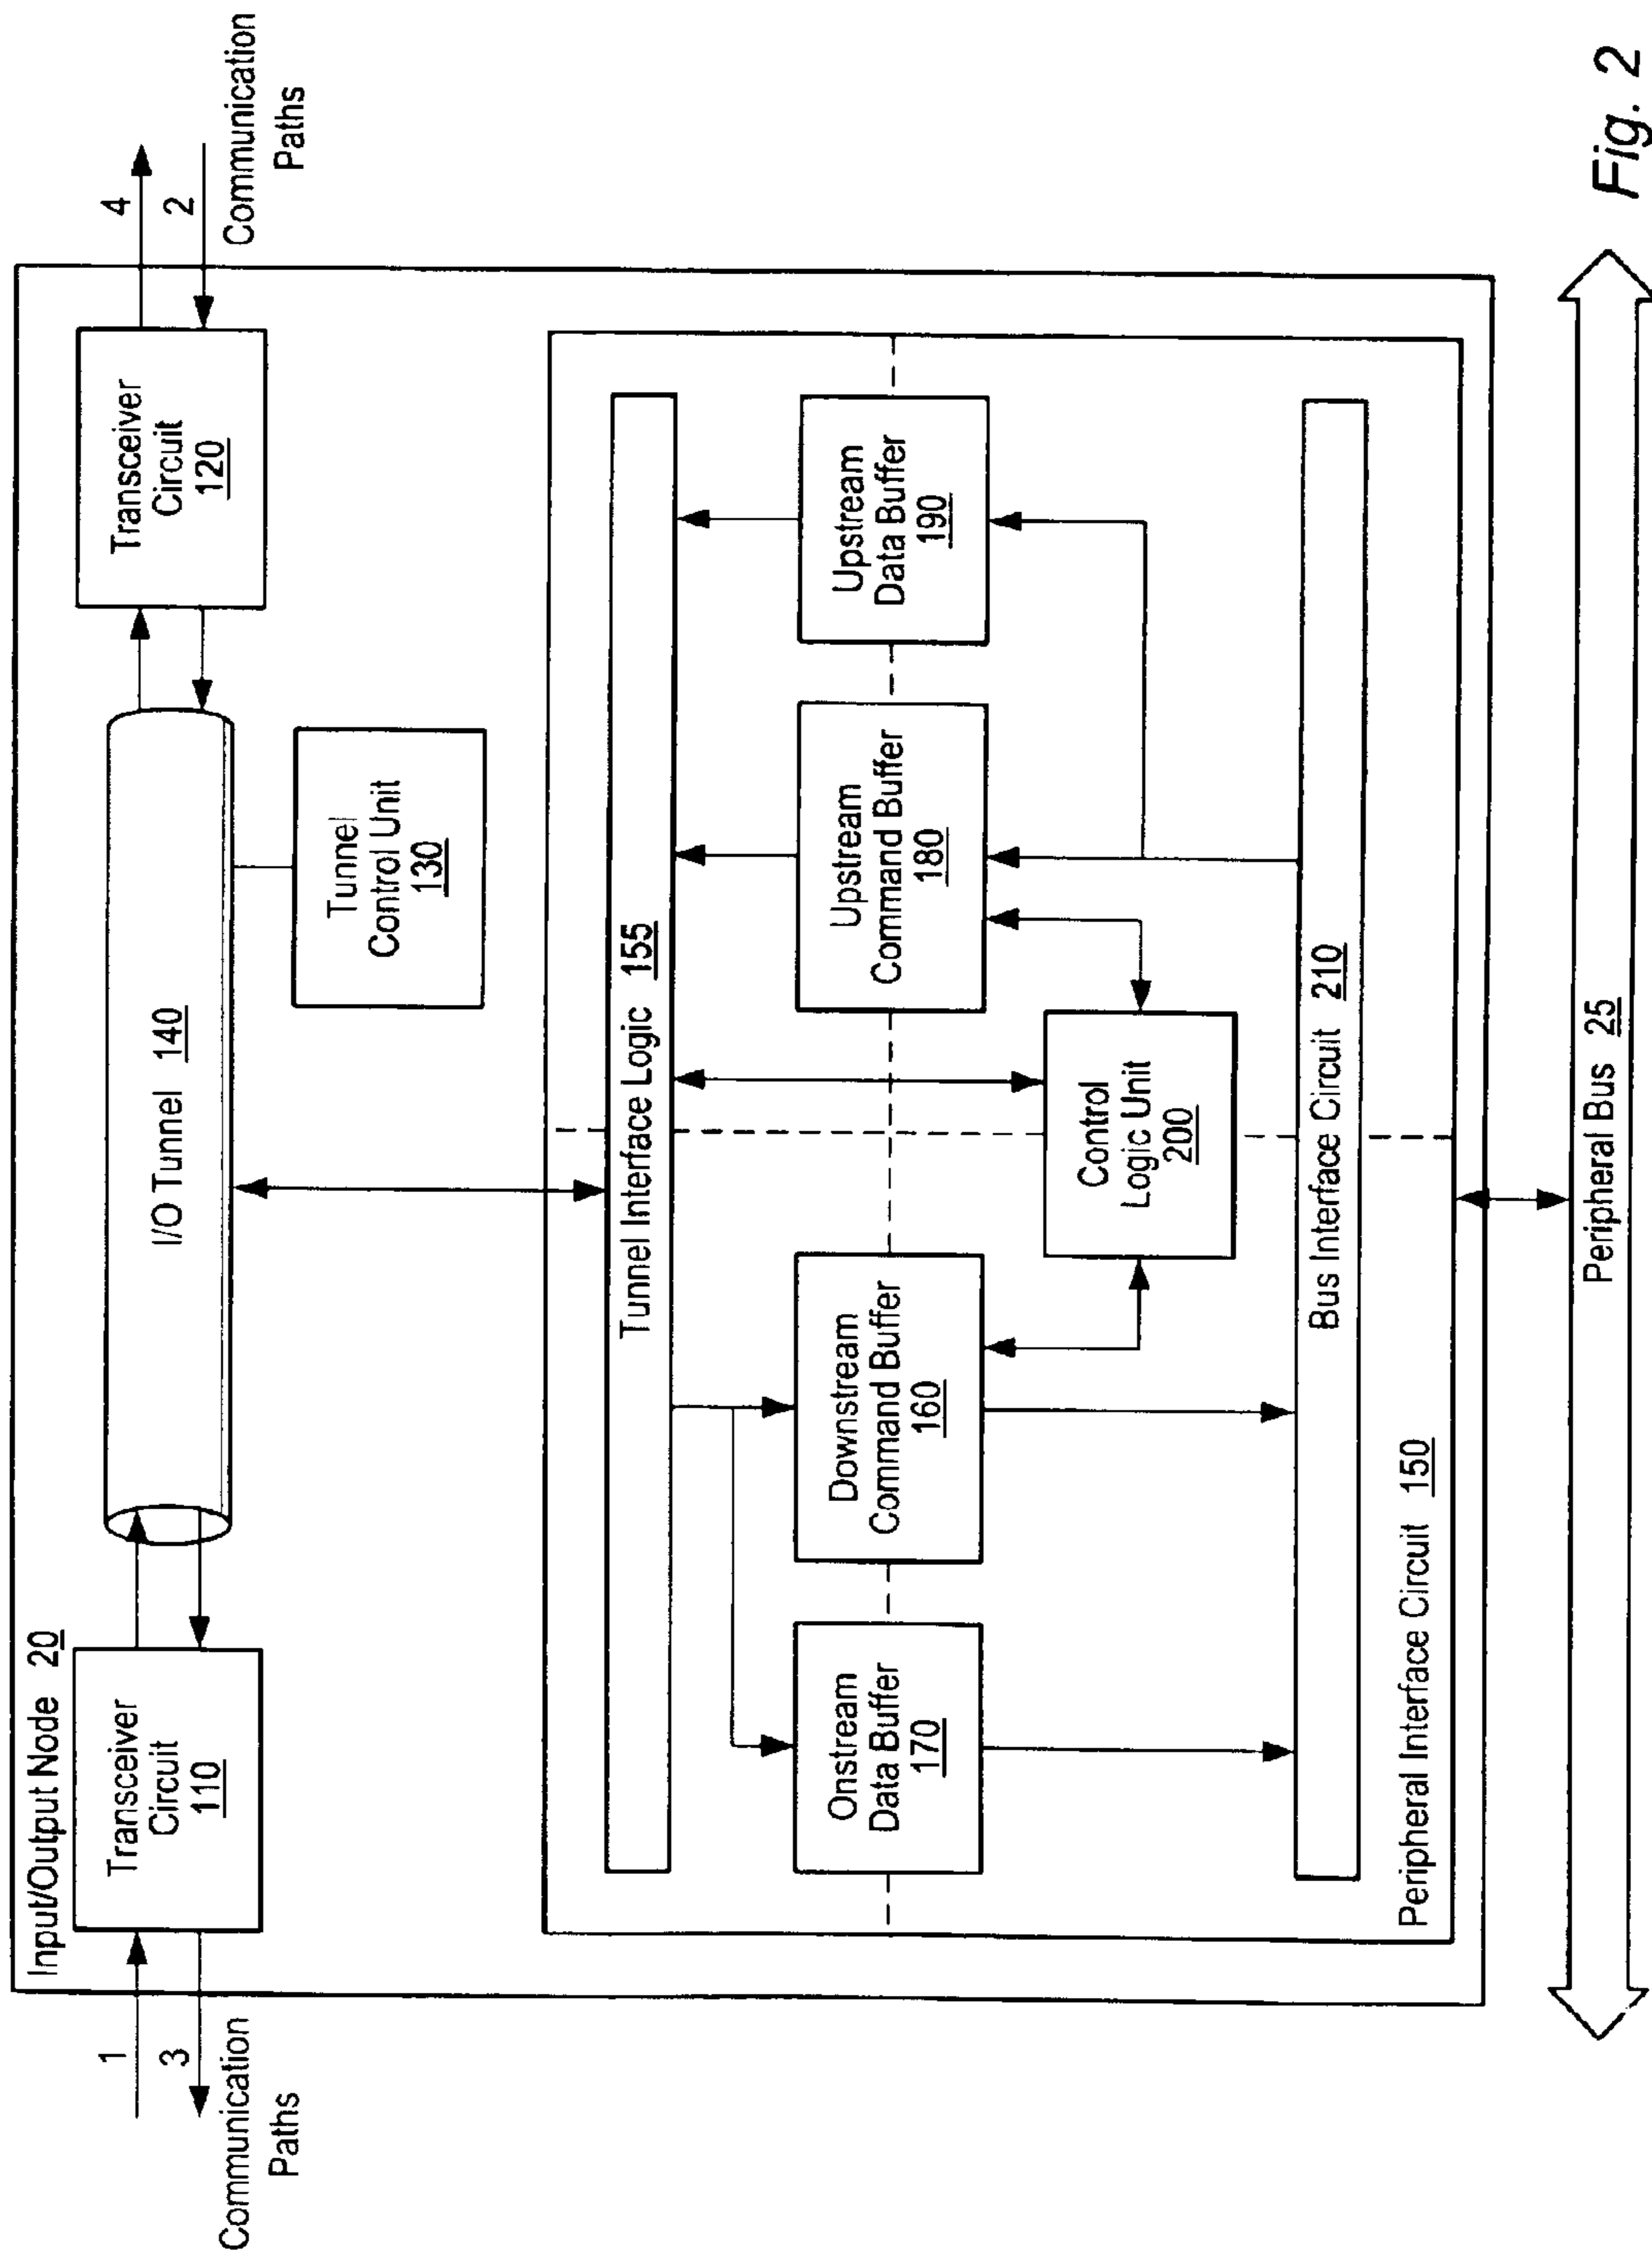 Input/Output Node 20
1
3
Communication
Paths
Transceiver
Circuit
110
I/O Tunnel 140
Tunnel
Control Unit
130
Transceiver
Circuit
120
4
2
Communication
Paths
Tunnel Interface Logic 155
Onstream
Data Buffer
170
Downstream
Command Buffer
160
Upstream
Command Buffer
180
Upstream
Data Buffer
190
Control
Logic Unit
200
Bus Interface Circuit 210
Peripheral Interface Circuit 150
Peripheral Bus 25
Fig. 2